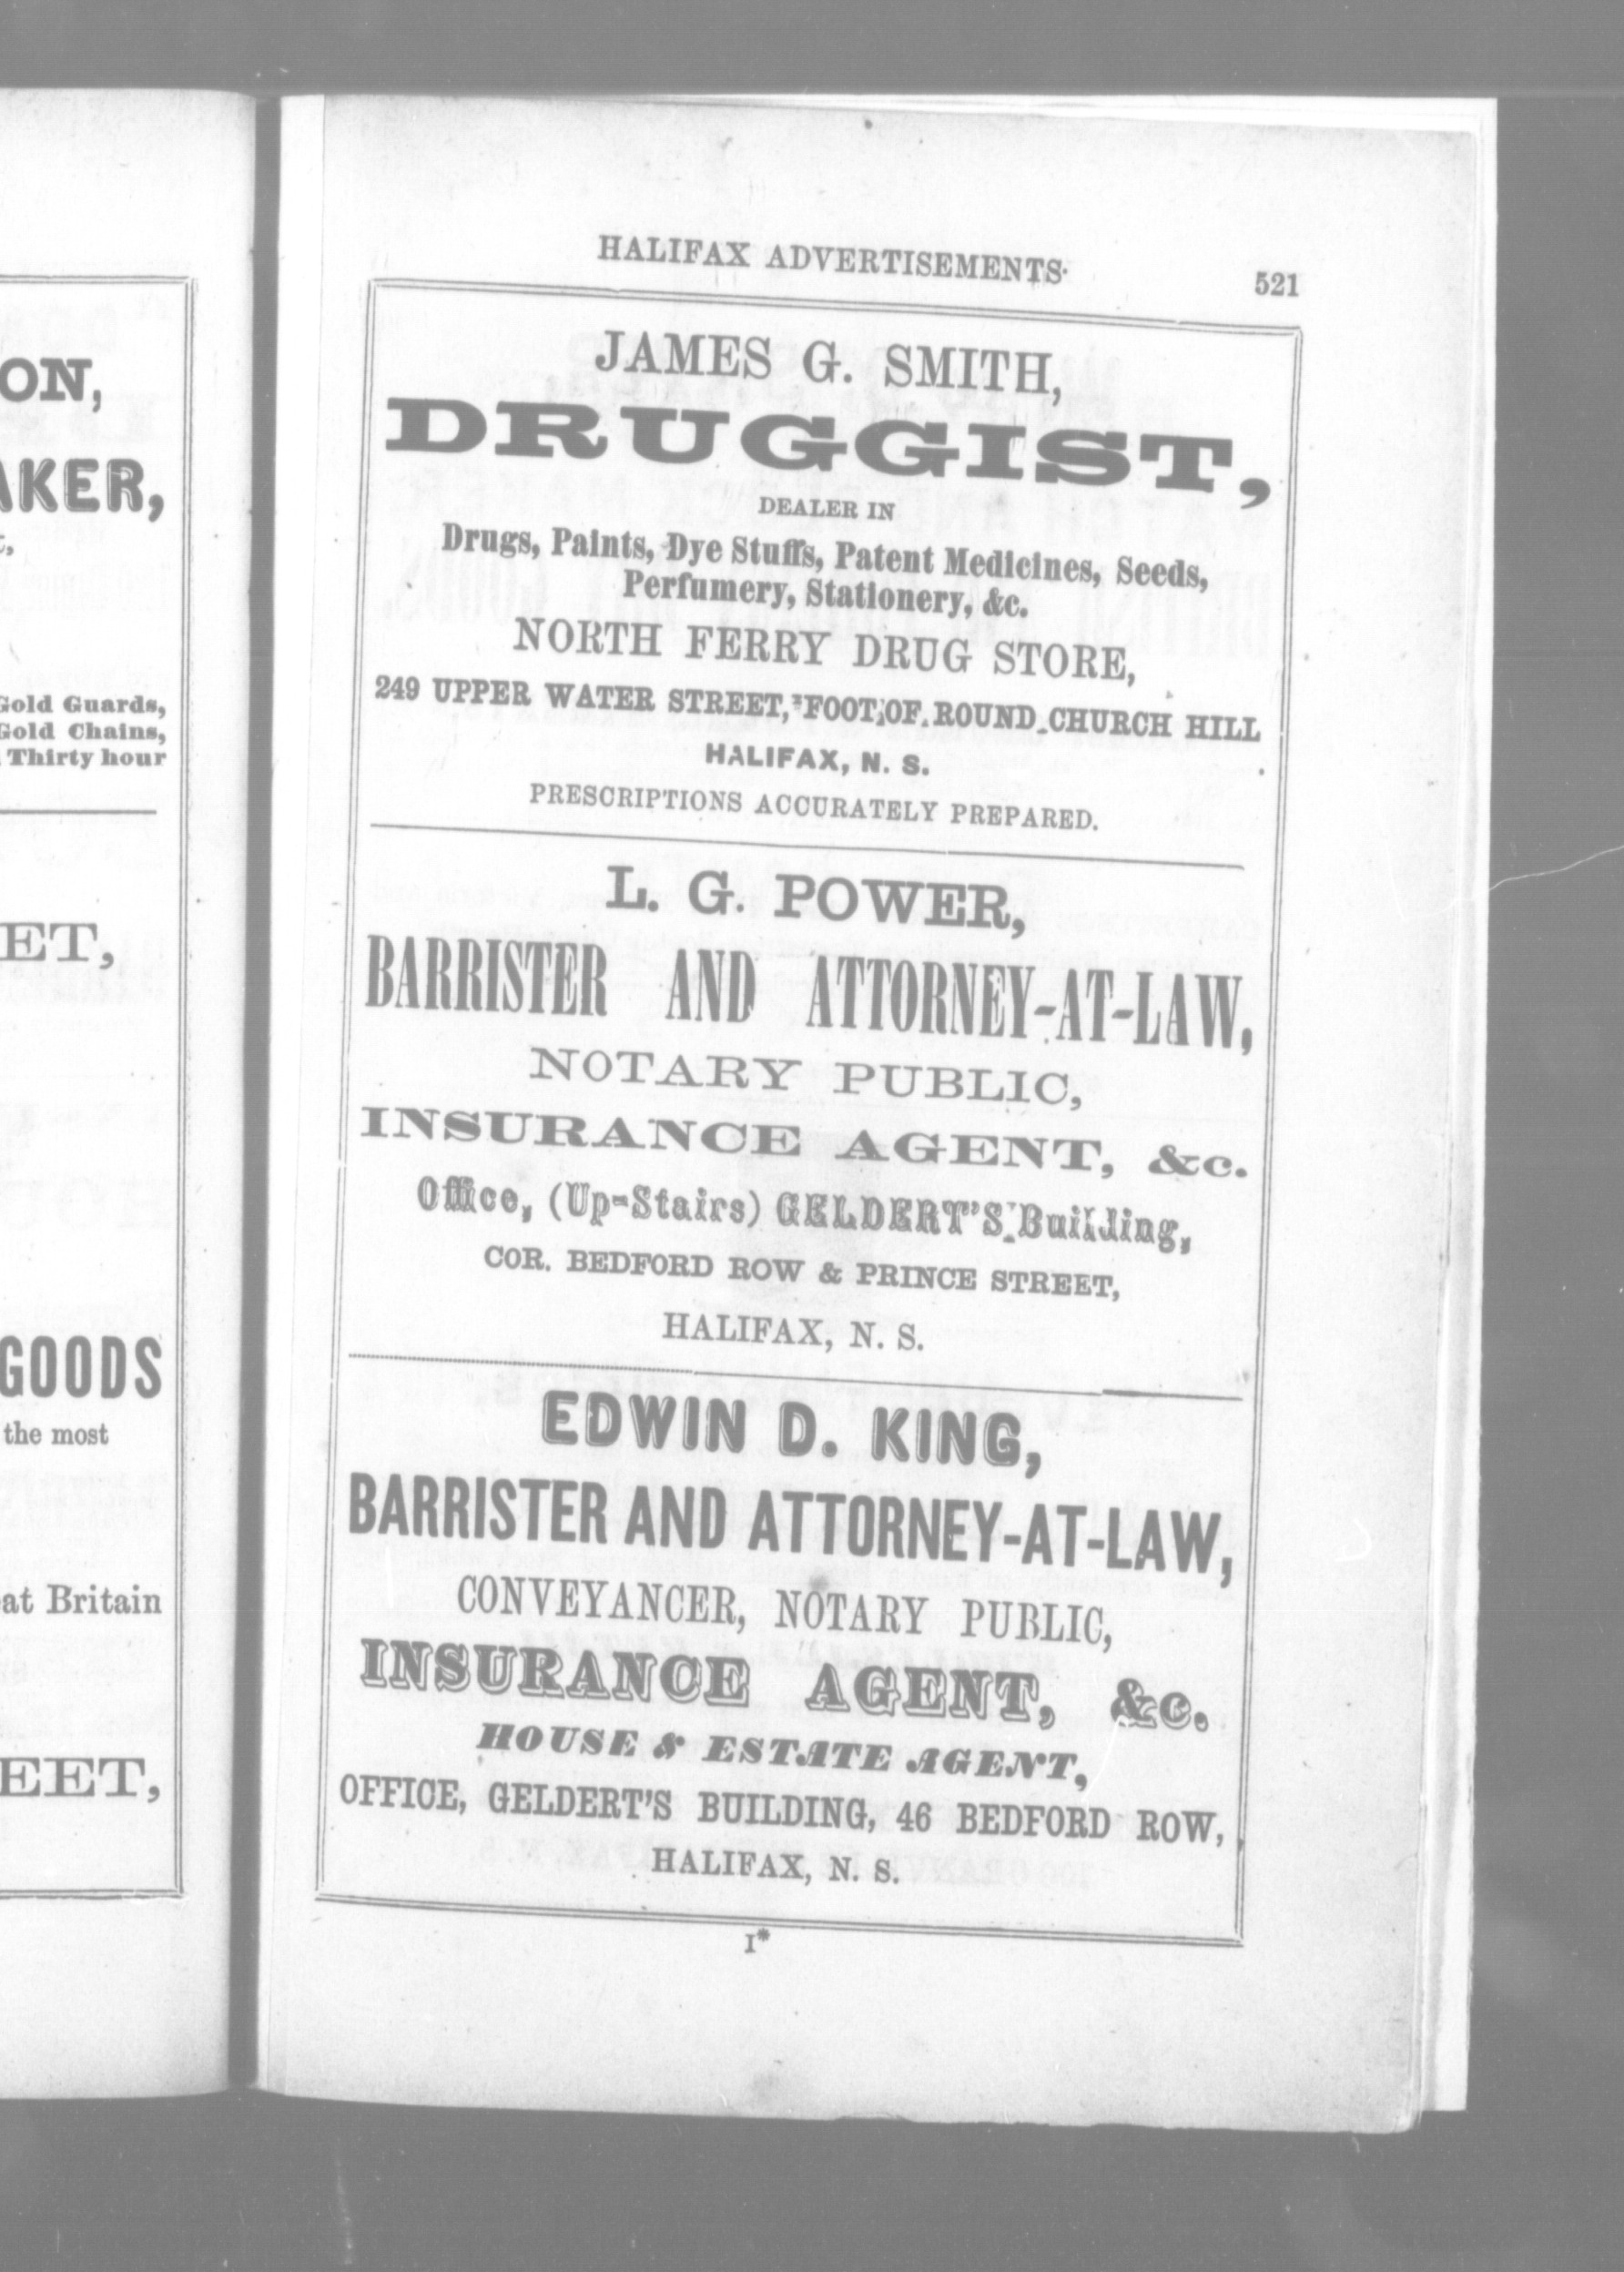 ON,
AKER,
Gold Guards,
Gold Chains,
Thirty hour
ET,
GOODS
the most
at Britain
EET,
HALIFAX ADVERTISEMENTS.
521
JAMES G. SMITH,
DRUGGIST,
DEALER IN
Drugs, Paints, Dye Stuffs, Patent Medicines, Seeds,
Perfumery, Stationery, &c.
NORTH FERRY DRUG STORE,
249 UPPER WATER STREET, FOOT OF ROUND CHURCH HILL
HALIFAX, N. S.
PRESCRIPTIONS ACCURATELY PREPARED.
L. G. POWER,
BARRISTER AND ATTORNEY-AT-LAW,
NOTARY PUBLIC,
INSURANCE AGENT, &c.
Office, (Up-Stairs) GELDERT'S Building,
COR. BEDFORD ROW & PRINCE STREET,
HALIFAX, N. S.
EDWIN D. KING,
BARRISTER AND ATTORNEY-AT-LAW,
CONVEYANCER, NOTARY PUBLIC,
INSURANCE AGENT, &c.
HOUSE & ESTATE AGENT,
OFFICE, GELDERT'S BUILDING, 46 BEDFORD ROW,
HALIFAX, N. S.
I*